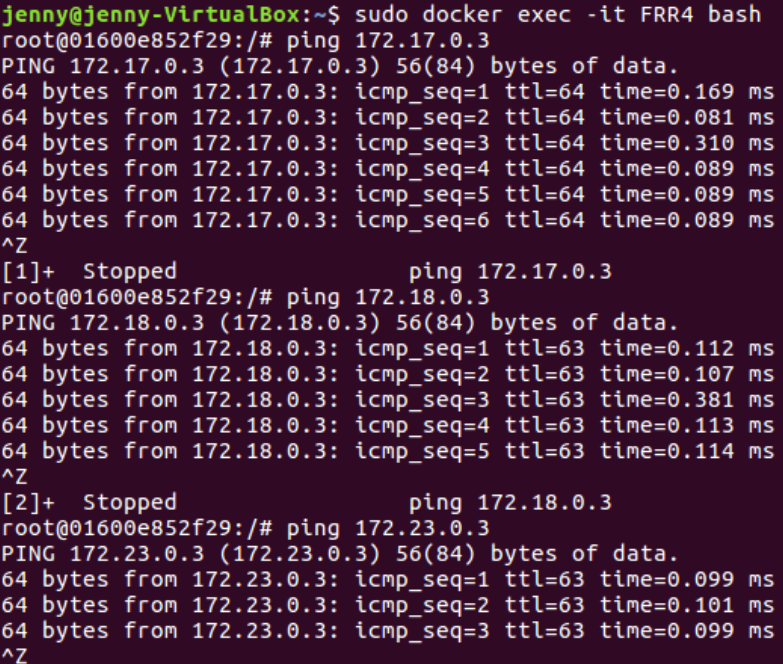 jenny@jenny-VirtualBox:~$ sudo docker exec -it FRR4 bash
root@01600e852f29:/# ping 172.17.0.3
PING 172.17.0.3 (172.17.0.3) 56(84) bytes of data.
64 bytes from 172.17.0.3: icmp_seq=1 ttl=64 time=0.169 ms
64 bytes from 172.17.0.3: icmp_seq=2 ttl=64 time=0.081 ms
64 bytes from 172.17.0.3: icmp_seq=3 ttl=64 time=0.310 ms
64 bytes from 172.17.0.3: icmp_seq=4 ttl=64 time=0.089 ms
64 bytes from 172.17.0.3: icmp_seq=5 ttl=64 time=0.089 ms
64 bytes from 172.17.0.3: icmp_seq=6 ttl=64 time=0.089 ms
^Z
[1]+  Stopped                 ping 172.17.0.3
root@01600e852f29:/# ping 172.18.0.3
PING 172.18.0.3 (172.18.0.3) 56(84) bytes of data.
64 bytes from 172.18.0.3: icmp_seq=1 ttl=63 time=0.112 ms
64 bytes from 172.18.0.3: icmp_seq=2 ttl=63 time=0.107 ms
64 bytes from 172.18.0.3: icmp_seq=3 ttl=63 time=0.381 ms
64 bytes from 172.18.0.3: icmp_seq=4 ttl=63 time=0.113 ms
64 bytes from 172.18.0.3: icmp_seq=5 ttl=63 time=0.114 ms
^Z
[2]+  Stopped                 ping 172.18.0.3
root@01600e852f29:/# ping 172.23.0.3
PING 172.23.0.3 (172.23.0.3) 56(84) bytes of data.
64 bytes from 172.23.0.3: icmp_seq=1 ttl=63 time=0.099 ms
64 bytes from 172.23.0.3: icmp_seq=2 ttl=63 time=0.101 ms
64 bytes from 172.23.0.3: icmp_seq=3 ttl=63 time=0.099 ms
^Z